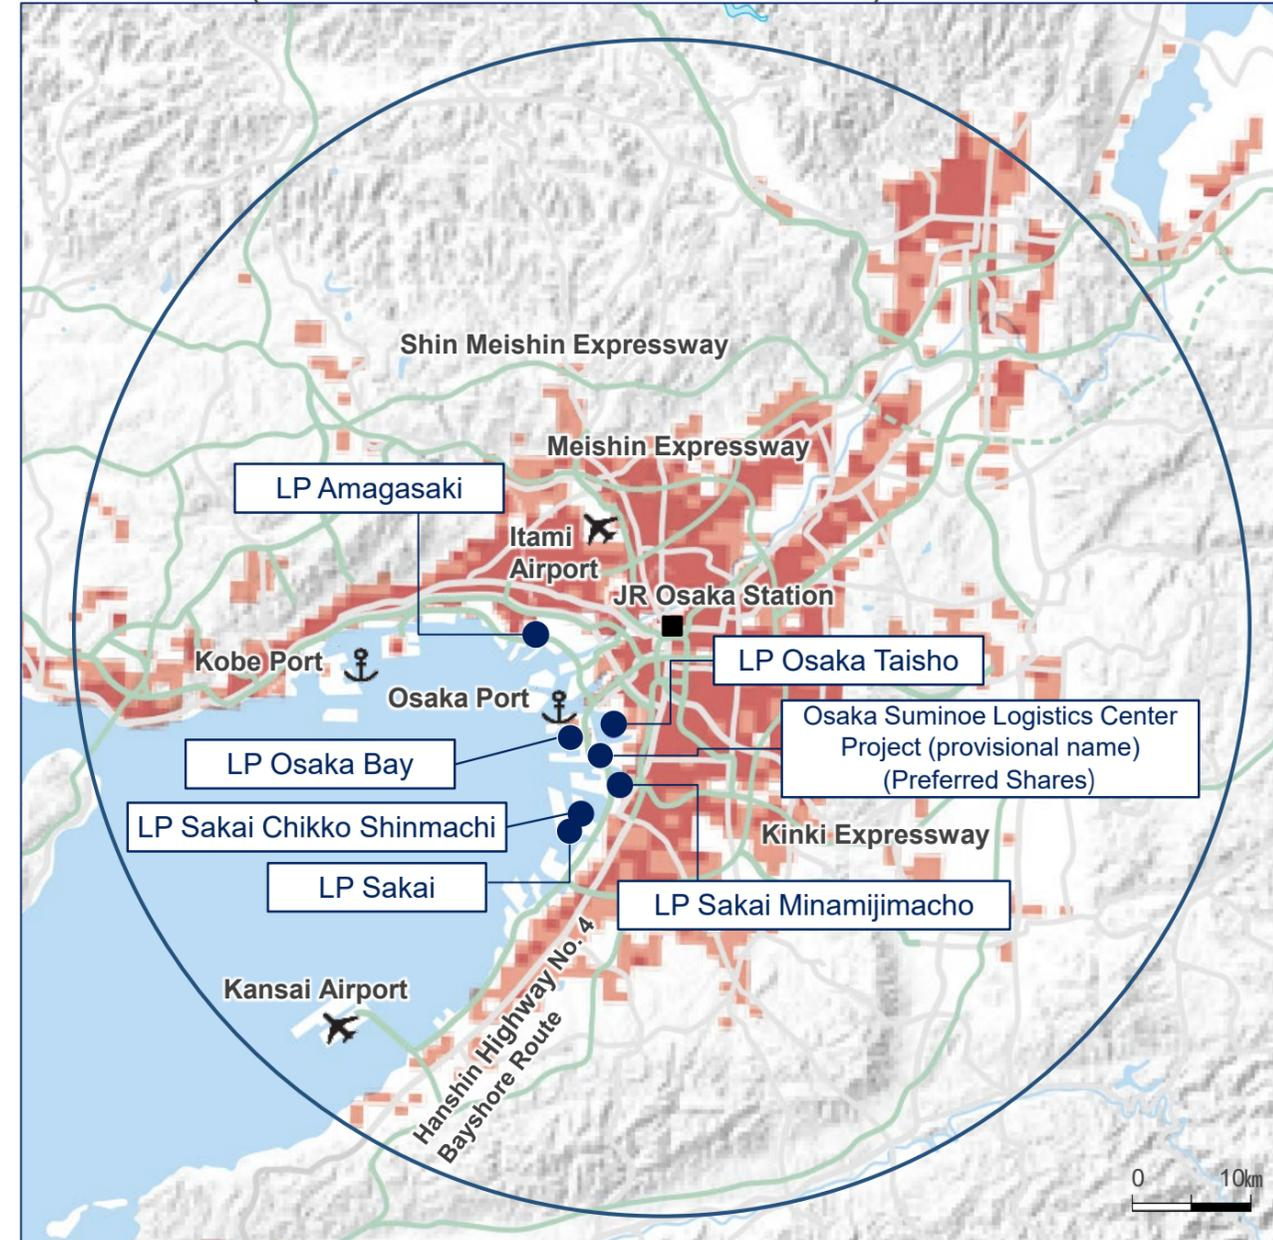 Shin Meishin Expressway
Meishin Expressway
LP Amagasaki
Itami
Airport
JR Osaka Station
Kobe Port
LP Osaka Taisho
Osaka Port
Osaka Suminoe Logistics Center
Project (provisional name)
(Preferred Shares)
LP Osaka Bay
LP Sakai Chikko Shinmachi
Kinki Expressway
LP Sakai
LP Sakai Minamijimacho
Kansai Airport
Hanshin Highway No. 4
Bayshore Route
0 10km